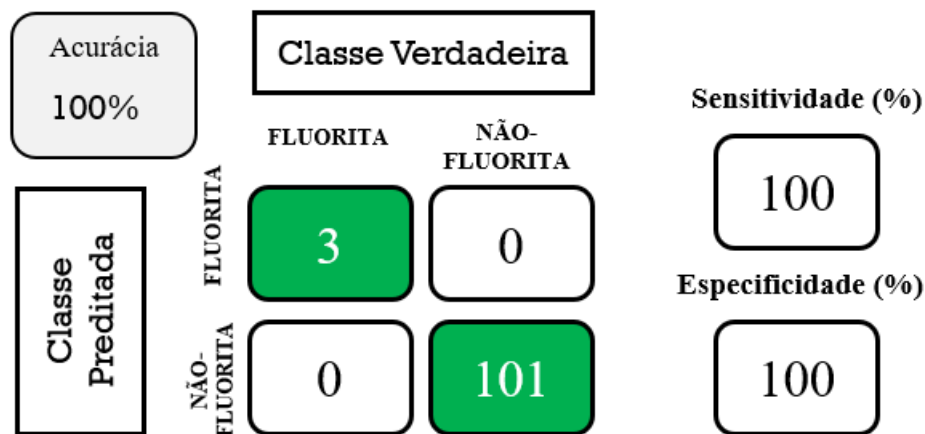 Acurácia
100%
Classe Verdadeira
Sensitividade (%)
FLUORITA
NÃO-
FLUORITA
100
Classe
Preditada
FLUORITA
3
0
Especificidade (%)
NÃO-
FLUORITA
0
101
100